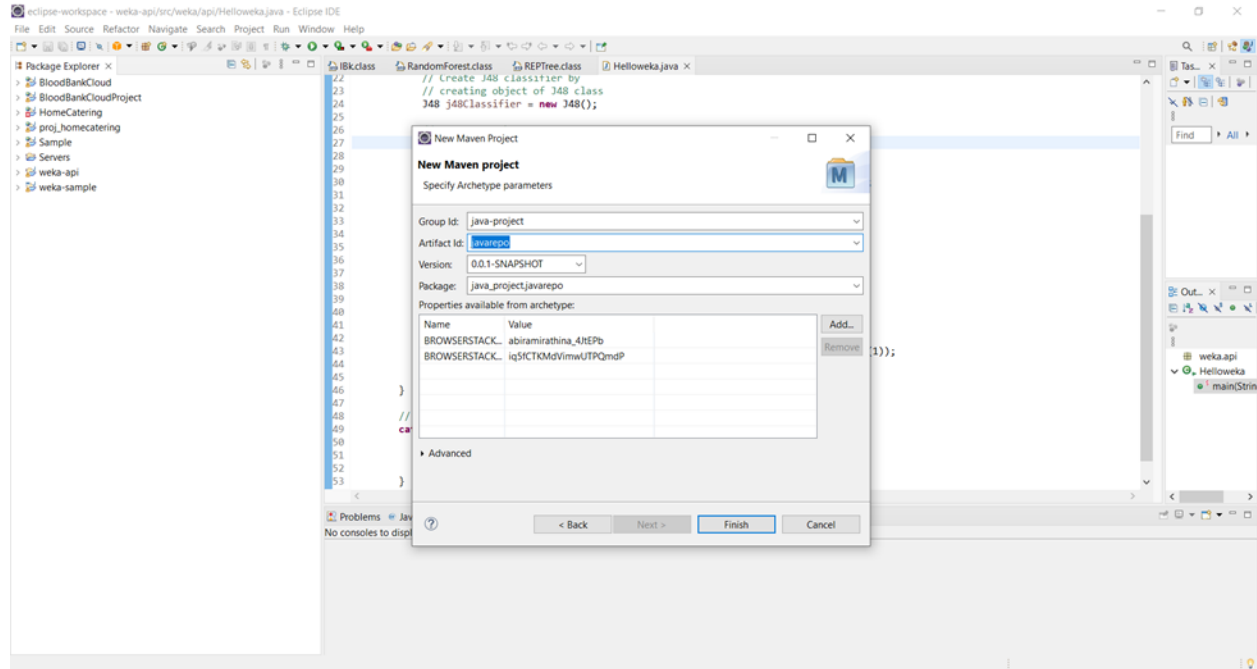 eclipse-workspace - weka-api/src/weka/api/Helloweka.java - Eclipse IDE
File Edit Source Refactor Navigate Search Project Run Window Help
Package Explorer
BloodBankCloud
BloodBankCloudProject
HomeCatering
proj_homecatering
Sample
Servers
weka-api
weka-sample
IBk.class RandomForest.class REPTree.class Helloweka.java
22 // Create J48 classifier by
23 // creating object of J48 class
24 J48 j48Classifier = new J48();
25
26
27
28
29
30
31
32
33
34
35
36
37
38
39
40
41
42
43 1));
44
45
46 }
47
48 //
49 ca
50
51
52
53 }
New Maven Project
New Maven project
Specify Archetype parameters
M
Group Id: java-project
Artifact Id: javarepo
Version: 0.0.1-SNAPSHOT
Package: java_project.javarepo
Properties available from archetype:
Name Value
BROWSERSTACK... abiramirathina_4JtEPb
BROWSERSTACK... iq5fCTKMdVimwUTPQmdP
Add...
Remove
Advanced
< Back Next > Finish Cancel
Problems Jav
No consoles to displ
Tas...
Find All
Out...
weka.api
Helloweka
main(Strin